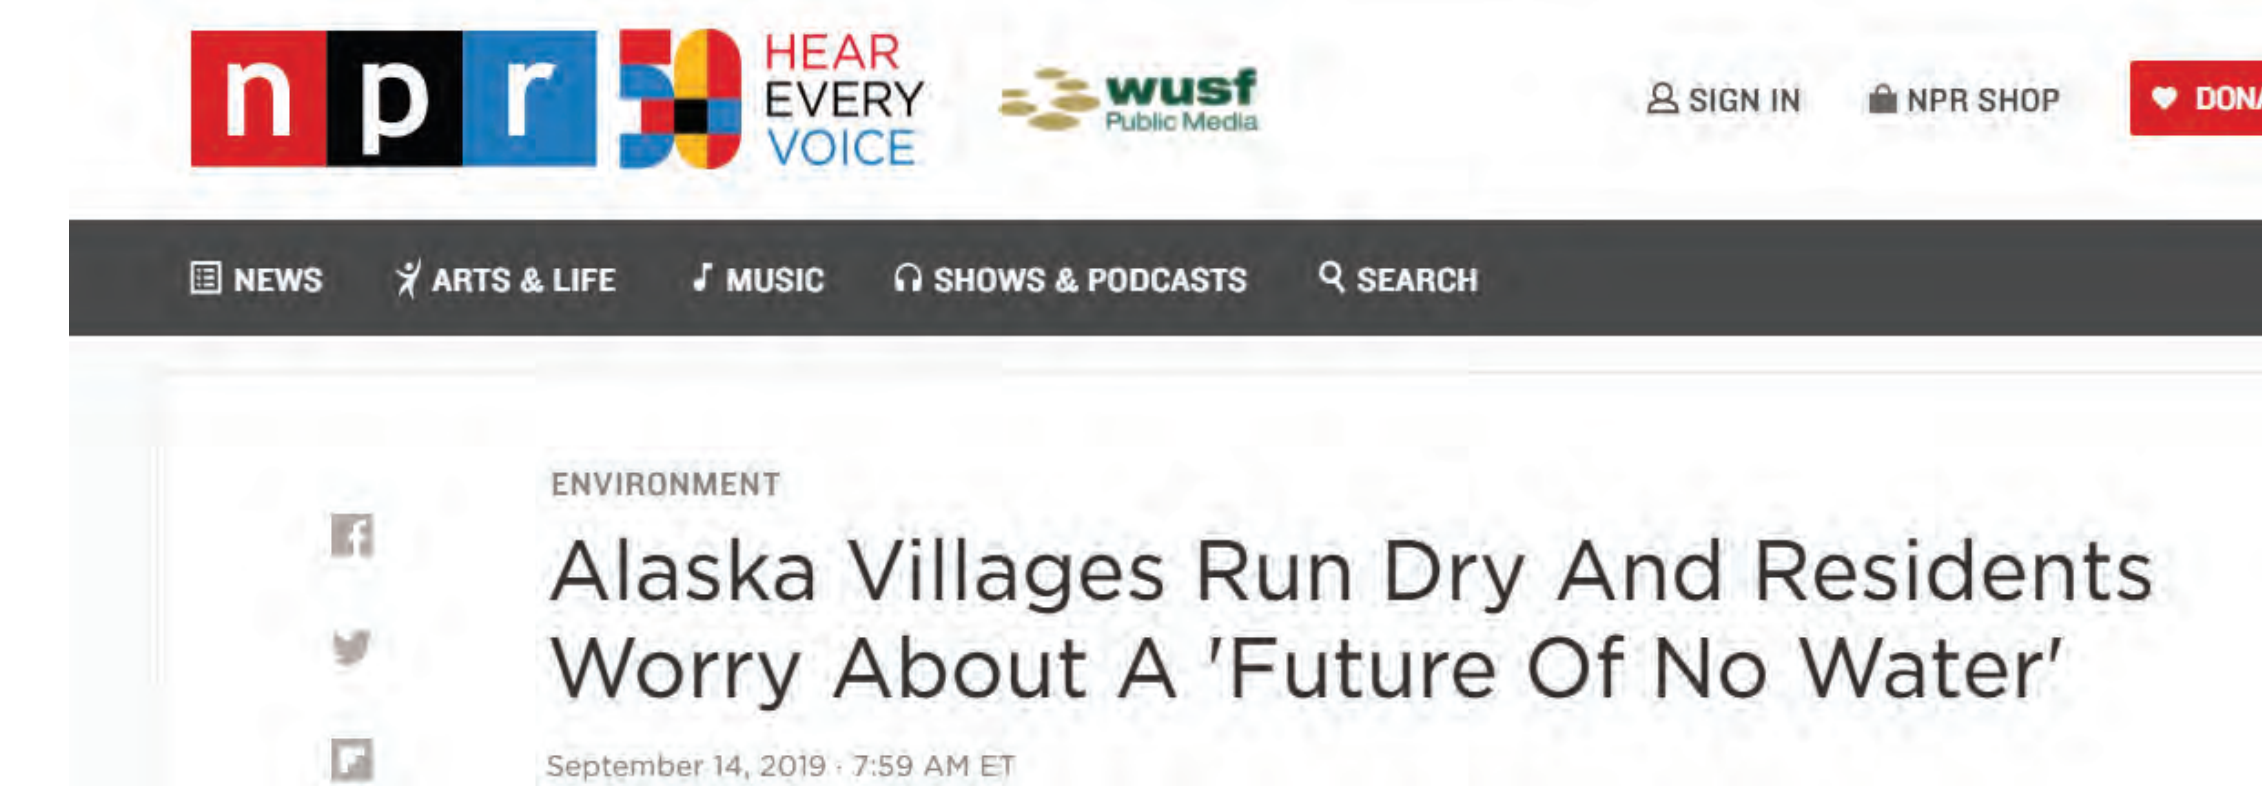 npr 50 HEAR
EVERY
VOICE
wusf
Public Media
SIGN IN NPR SHOP
NEWS ARTS & LIFE MUSIC SHOWS & PODCASTS SEARCH
ENVIRONMENT
Alaska Villages Run Dry And Residents
Worry About A 'Future Of No Water'
September 14, 2019 · 7:59 AM ET